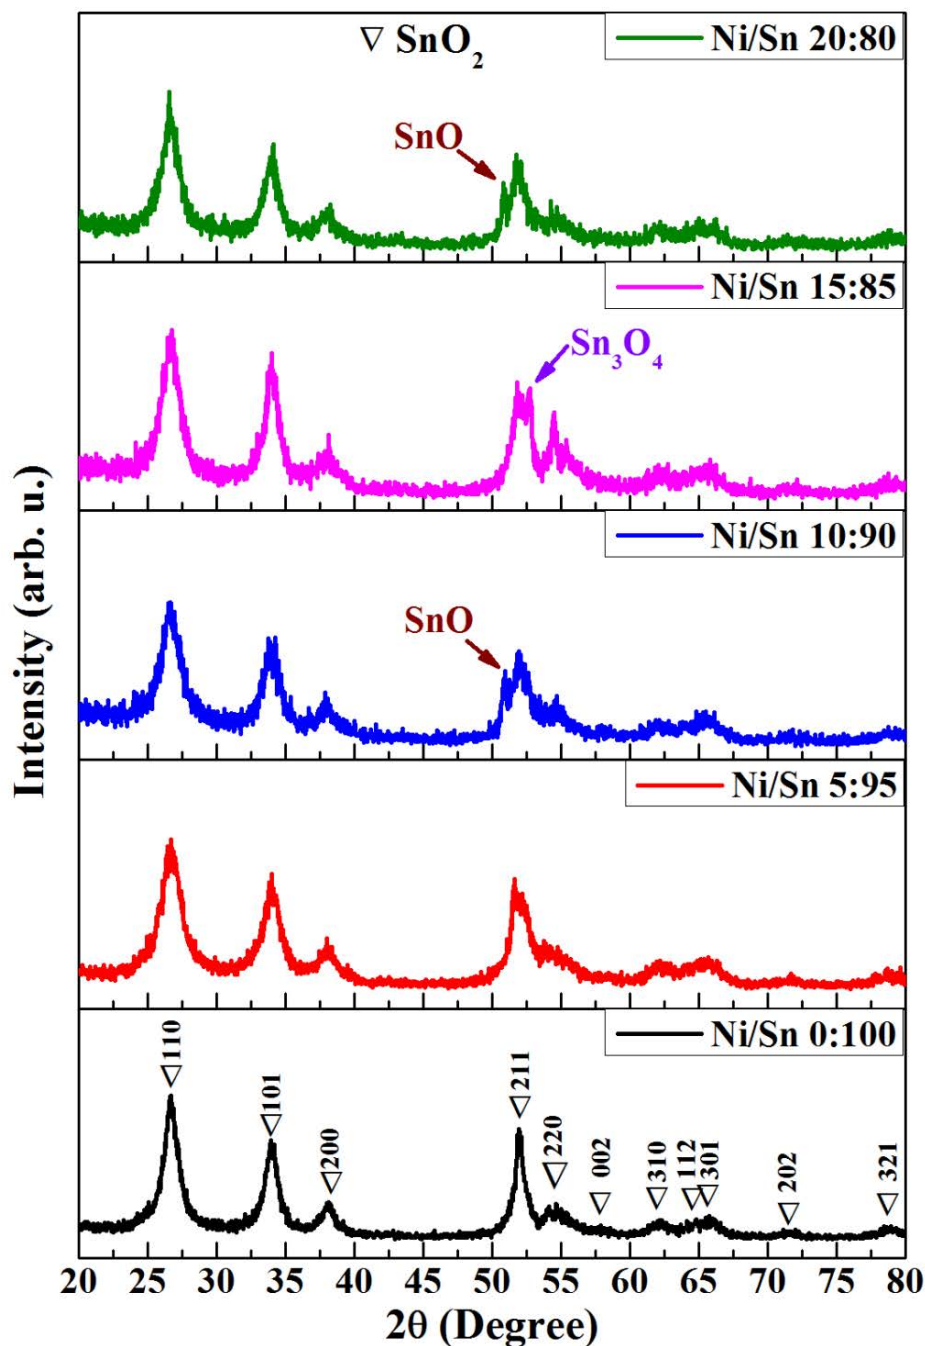 ▽ SnO₂
Ni/Sn 20:80
SnO
Ni/Sn 15:85
Sn₃O₄
Ni/Sn 10:90
SnO
Ni/Sn 5:95
Ni/Sn 0:100
▽110
▽101
▽200
▽211
▽220
▽ 002
▽310
▽ 112
▽301
▽ 202
▽ 321
20 25 30 35 40 45 50 55 60 65 70 75 80
2θ (Degree)
Intensity (arb. u.)